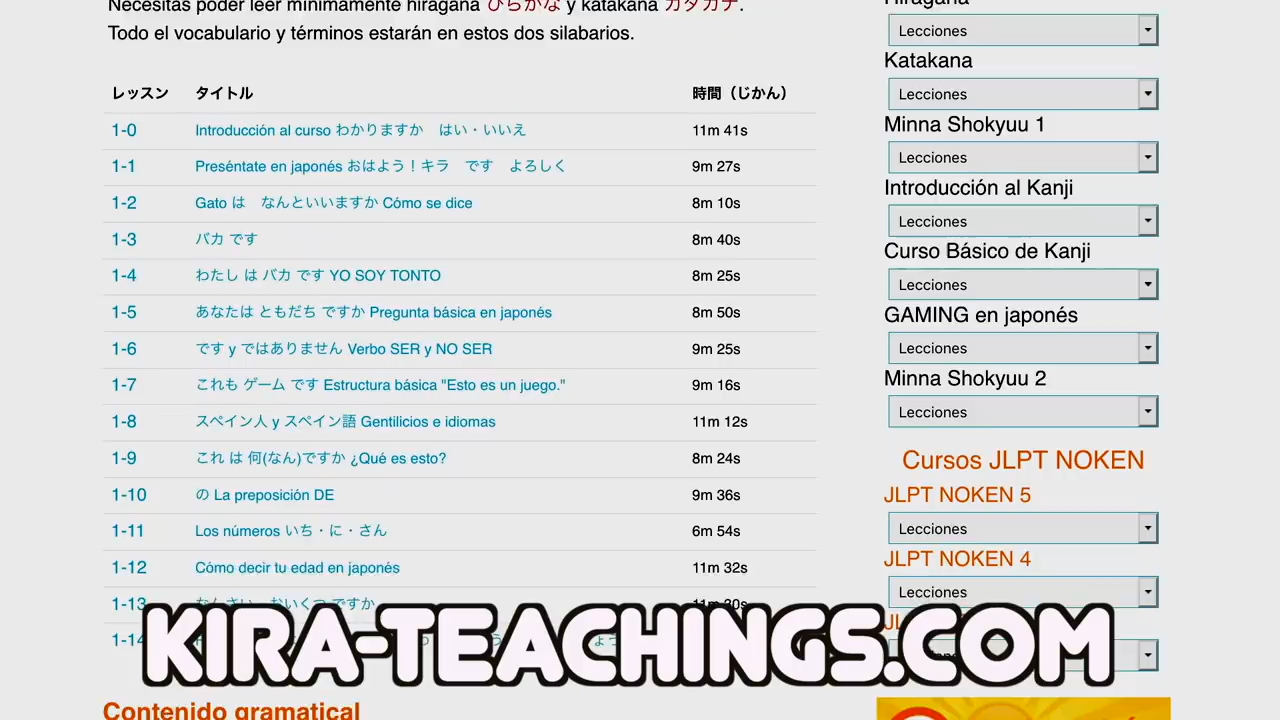 Necesitas poder leer mínimamente hiragana ひらがな y katakana カタカナ.
Todo el vocabulario y términos estarán en estos dos silabarios.
レッスン タイトル 時間（じかん）
1-0 Introducción al curso わかりますか　はい・いいえ 11m 41s
1-1 Preséntate en japonés おはよう！キラ　です　よろしく 9m 27s
1-2 Gato は　なんといいますか Cómo se dice 8m 10s
1-3 バカ です 8m 40s
1-4 わたし は バカ です YO SOY TONTO 8m 25s
1-5 あなたは ともだち ですか Pregunta básica en japonés 8m 50s
1-6 です y ではありません Verbo SER y NO SER 9m 25s
1-7 これも ゲーム です Estructura básica "Esto es un juego." 9m 16s
1-8 スペイン人 y スペイン語 Gentilicios e idiomas 11m 12s
1-9 これ は 何(なん)ですか ¿Qué es esto? 8m 24s
1-10 の La preposición DE 9m 36s
1-11 Los números いち・に・さん 6m 54s
1-12 Cómo decir tu edad en japonés 11m 32s
1-13 なんさい　おいくつ ですか 11m 30s
1-14
Hiragana
Lecciones
Katakana
Lecciones
Minna Shokyuu 1
Lecciones
Introducción al Kanji
Lecciones
Curso Básico de Kanji
Lecciones
GAMING en japonés
Lecciones
Minna Shokyuu 2
Lecciones
Cursos JLPT NOKEN
JLPT NOKEN 5
Lecciones
JLPT NOKEN 4
Lecciones
KIRA-TEACHINGS.COM
Contenido gramatical